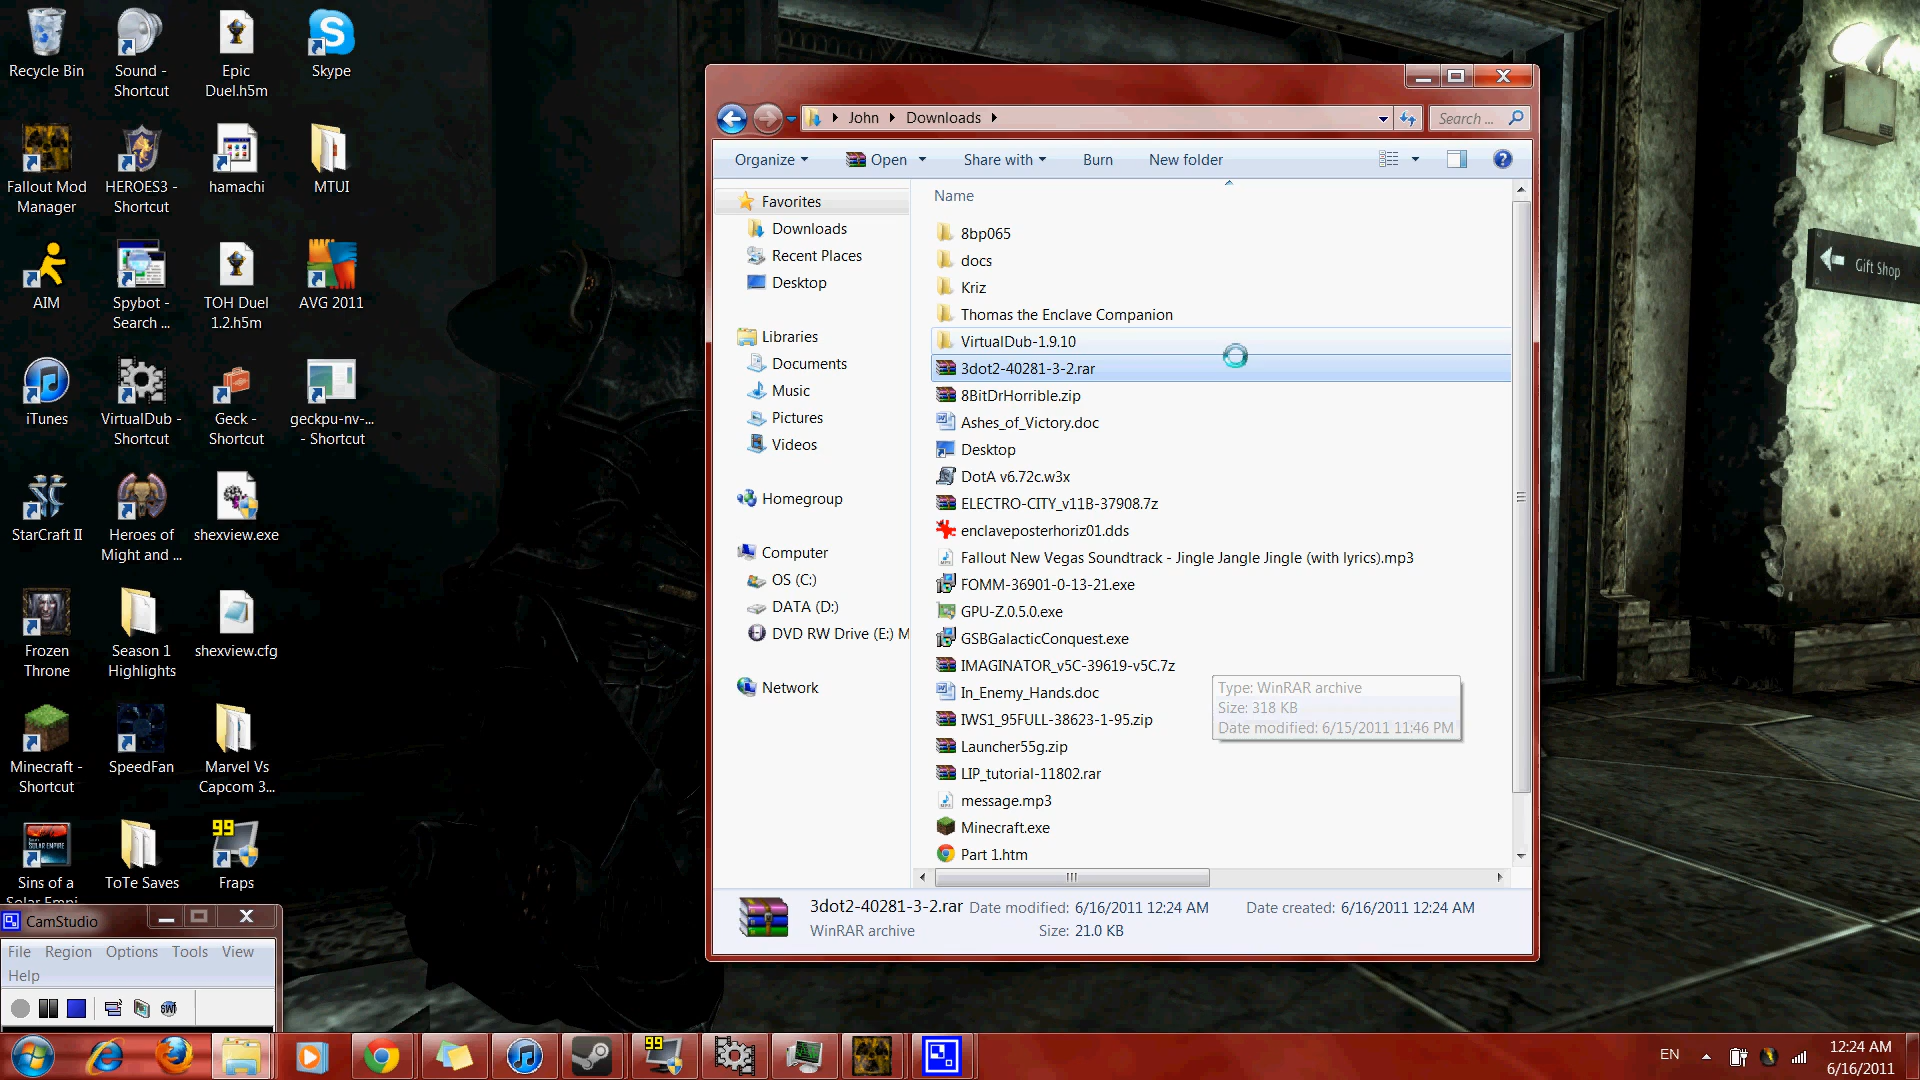 Recycle Bin
Sound - Shortcut
Epic Duel.h5m
Skype
Fallout Mod Manager
HEROES3 - Shortcut
hamachi
MTUI
AIM
Spybot - Search ...
TOH Duel 1.2.h5m
AVG 2011
iTunes
VirtualDub - Shortcut
Geck - Shortcut
geckpu-nv-... - Shortcut
StarCraft II
Heroes of Might and ...
shexview.exe
Frozen Throne
Season 1 Highlights
shexview.cfg
Minecraft - Shortcut
SpeedFan
Marvel Vs Capcom 3...
Sins of a Solar Empi...
ToTe Saves
99
Fraps
CamStudio
File Region Options Tools View
Help
John Downloads
Search ...
Organize Open Share with Burn New folder
Favorites
Downloads
Recent Places
Desktop
Libraries
Documents
Music
Pictures
Videos
Homegroup
Computer
OS (C:)
DATA (D:)
DVD RW Drive (E:) M
Network
Name
8bp065
docs
Kriz
Thomas the Enclave Companion
VirtualDub-1.9.10
3dot2-40281-3-2.rar
8BitDrHorrible.zip
Ashes_of_Victory.doc
Desktop
DotA v6.72c.w3x
ELECTRO-CITY_v11B-37908.7z
enclaveposterhoriz01.dds
Fallout New Vegas Soundtrack - Jingle Jangle Jingle (with lyrics).mp3
FOMM-36901-0-13-21.exe
GPU-Z.0.5.0.exe
GSBGalacticConquest.exe
IMAGINATOR_v5C-39619-v5C.7z
In_Enemy_Hands.doc
IWS1_95FULL-38623-1-95.zip
Launcher55g.zip
LIP_tutorial-11802.rar
message.mp3
Minecraft.exe
Part 1.htm
Type: WinRAR archive
Size: 318 KB
Date modified: 6/15/2011 11:46 PM
3dot2-40281-3-2.rar Date modified: 6/16/2011 12:24 AM Date created: 6/16/2011 12:24 AM
WinRAR archive Size: 21.0 KB
Gift Shop
99
EN
12:24 AM
6/16/2011